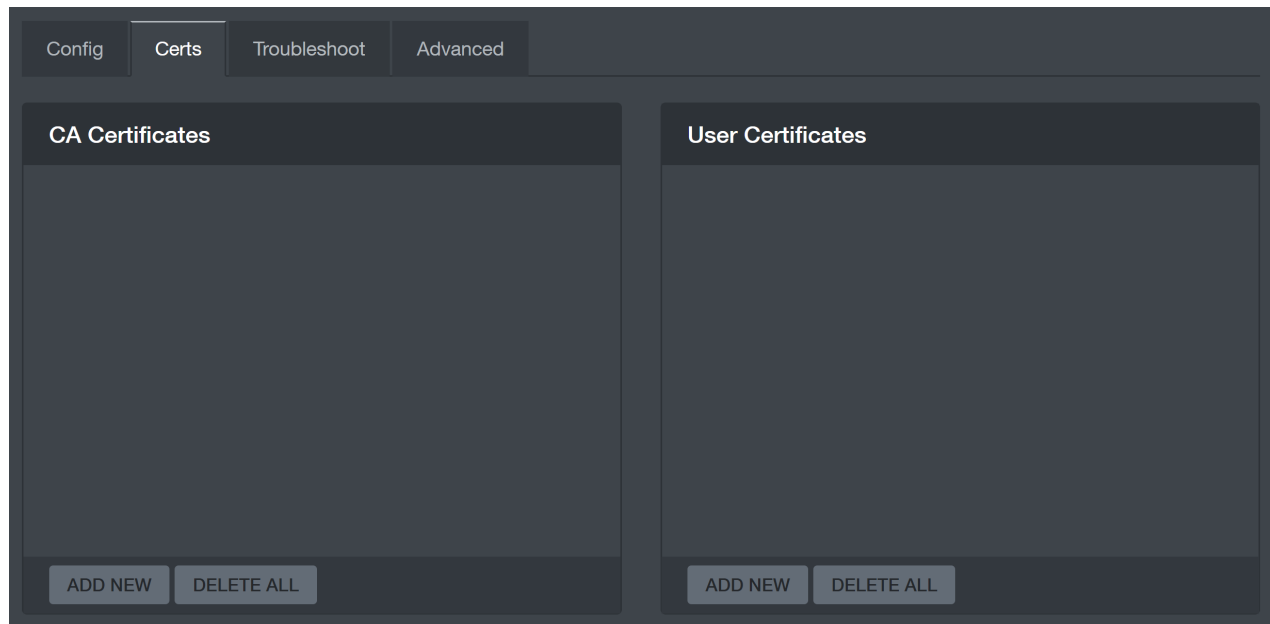 Config Certs Troubleshoot Advanced
CA Certificates
User Certificates
ADD NEW DELETE ALL
ADD NEW DELETE ALL